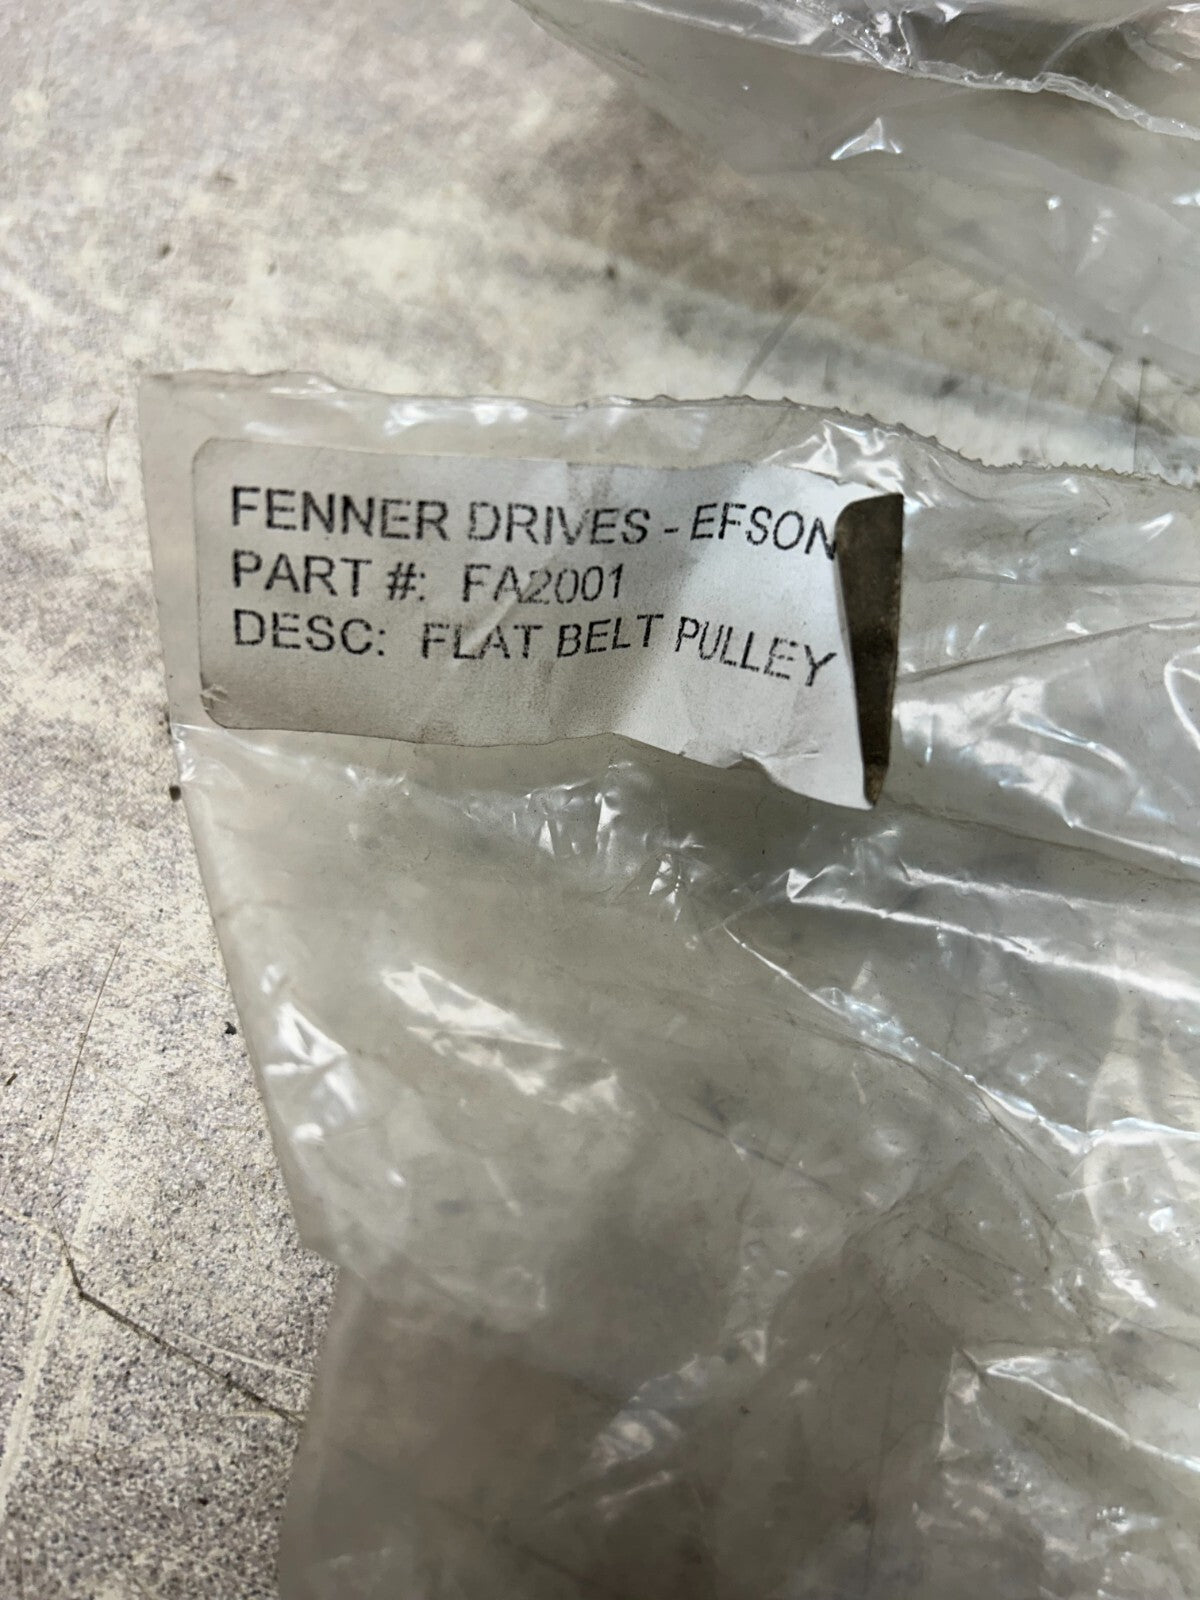 FENNER DRIVES - EFSON
PART #: FA2001
DESC: FLAT BELT PULLEY